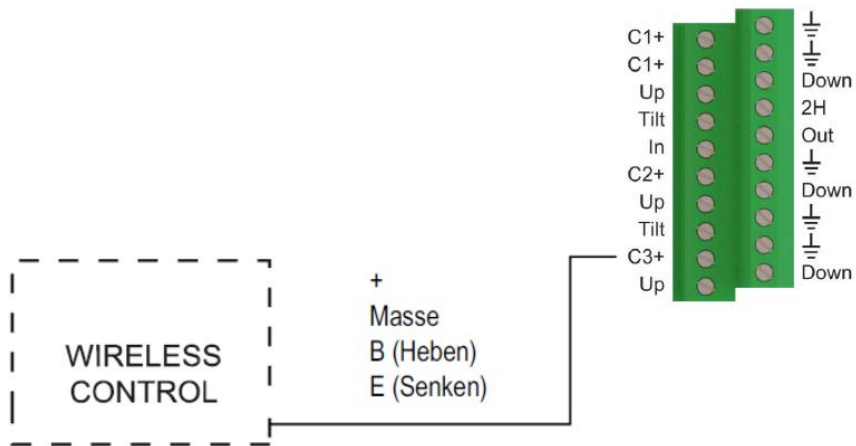 C1+
C1+
Up
Tilt
In
C2+
Up
Tilt
C3+
Up
Down
2H
Out
Down
Down
+
Masse
B (Heben)
E (Senken)
WIRELESS
CONTROL